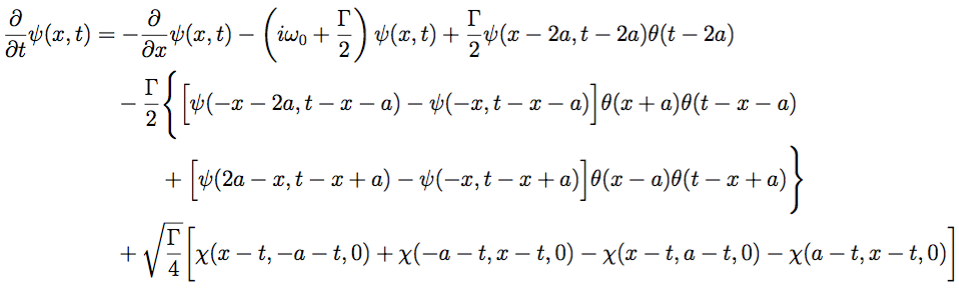 ∂/∂t ψ(x, t) = −∂/∂x ψ(x, t) − (iω₀ + Γ/2) ψ(x, t) + Γ/2 ψ(x − 2a, t − 2a)θ(t − 2a)
− Γ/2 { [ψ(−x − 2a, t − x − a) − ψ(−x, t − x − a)]θ(x + a)θ(t − x − a)
+ [ψ(2a − x, t − x + a) − ψ(−x, t − x + a)]θ(x − a)θ(t − x + a) }
+ √(Γ/4) [χ(x − t, −a − t, 0) + χ(−a − t, x − t, 0) − χ(x − t, a − t, 0) − χ(a − t, x − t, 0)]